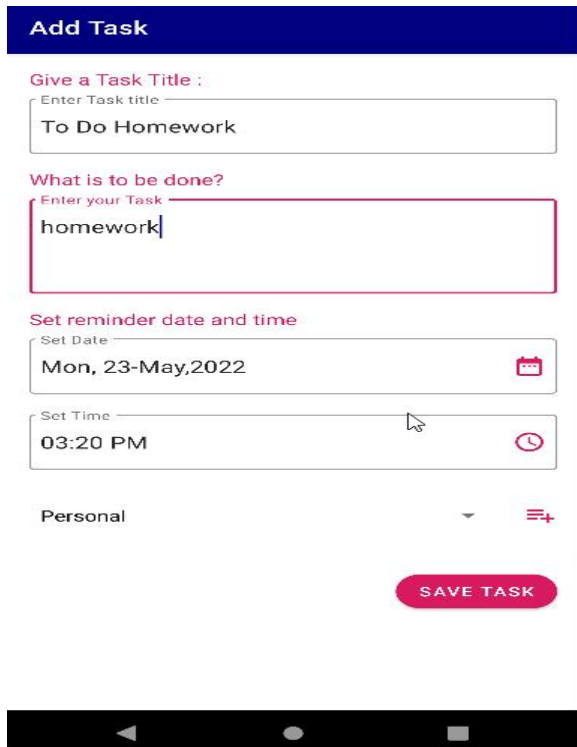 Add Task
Give a Task Title :
Enter Task title
To Do Homework
What is to be done?
Enter your Task
homework
Set reminder date and time
Set Date
Mon, 23-May,2022
Set Time
03:20 PM
Personal
SAVE TASK